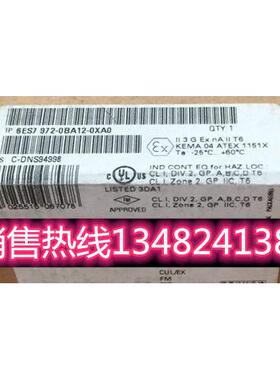 1P 6ES7 972-0BA12-0XA0
QTY 1
II 3 G Ex nA II T6
KEMA 04 ATEX 1151X
Ta -25°C...+60°C
S C-DNS94998
IND CONT EQ for HAZ LOC
CL I, DIV 2, GP A,B,C,D T6
CL I, Zone 2, GP IIC, T6
LISTED 3DA1
CL I, DIV 2, GP A,B,C,D T6
CL I, Zone 2, GP IIC, T6
销售热线134824138
CUL/EX
FM